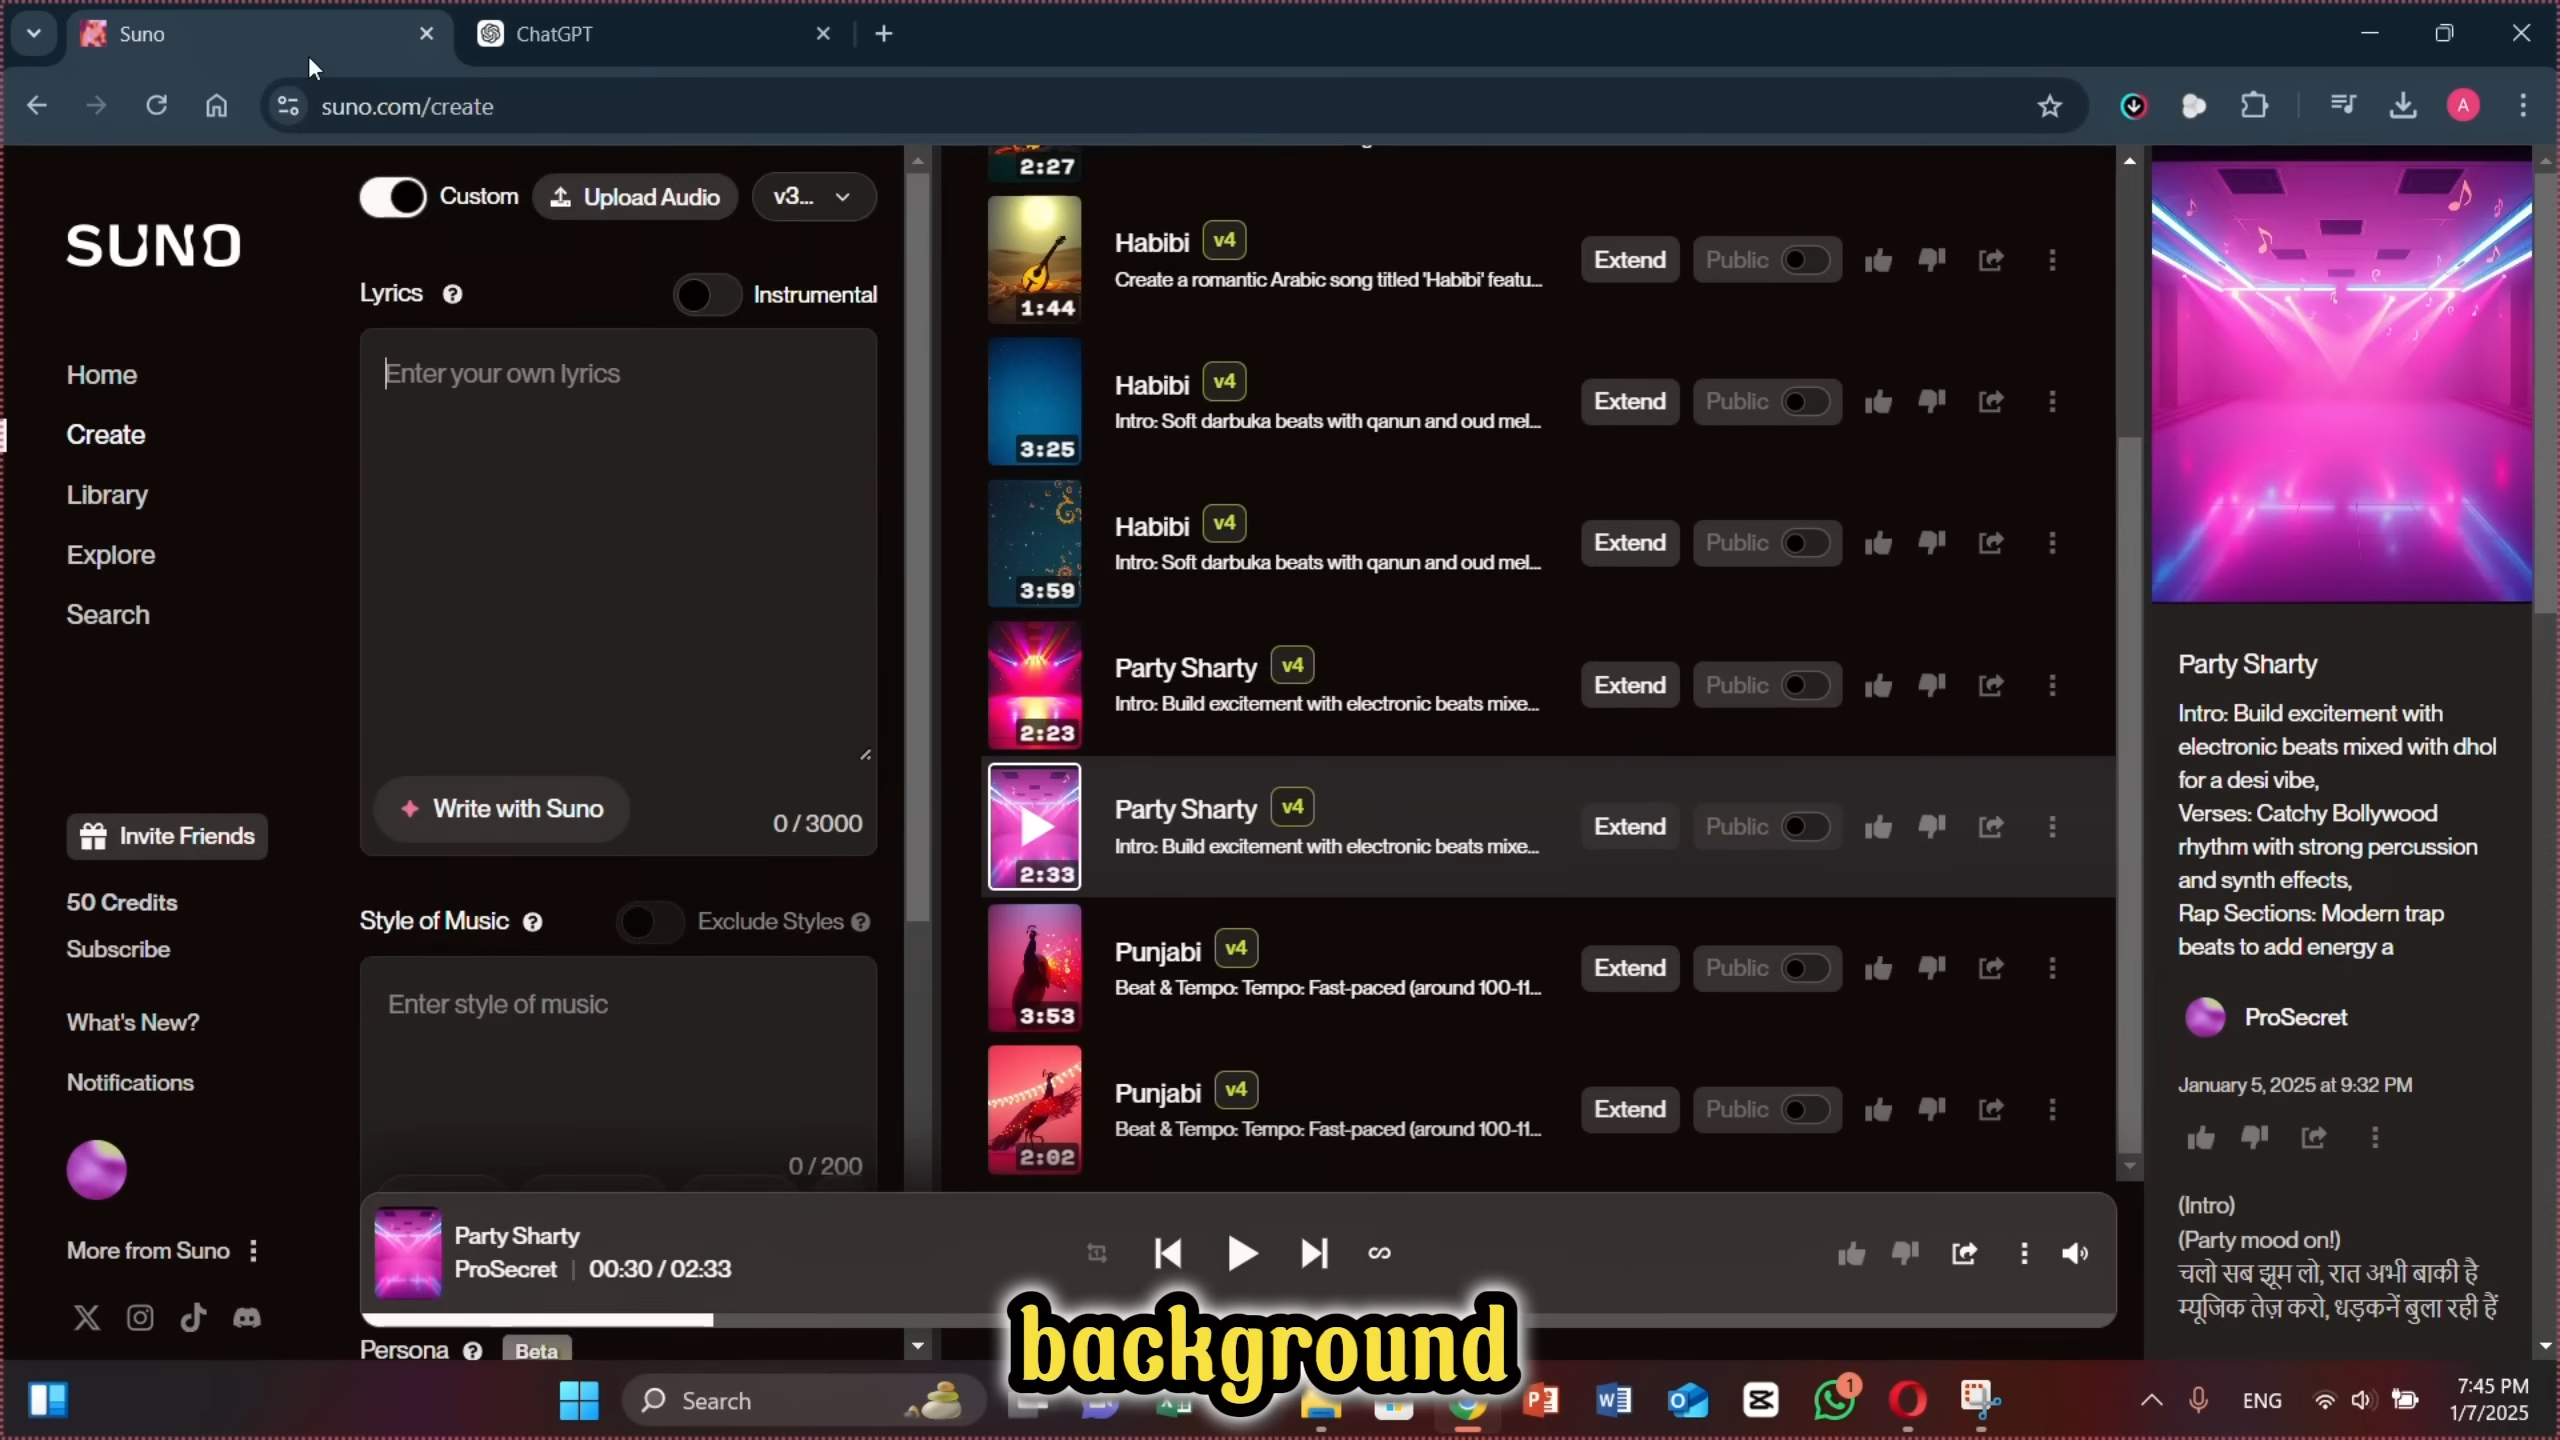 Suno
ChatGPT
suno.com/create
A
SUNO
Home
Create
Library
Explore
Search
Invite Friends
50 Credits
Subscribe
What's New?
Notifications
More from Suno
Custom
Upload Audio
v3...
Lyrics
Instrumental
Enter your own lyrics
Write with Suno
0 / 3000
Style of Music
Exclude Styles
Enter style of music
0 / 200
Persona
Beta
2:27
Habibi v4
Create a romantic Arabic song titled 'Habibi' featu...
1:44
Extend
Public
Habibi v4
Intro: Soft darbuka beats with qanun and oud mel...
3:25
Extend
Public
Habibi v4
Intro: Soft darbuka beats with qanun and oud mel...
3:59
Extend
Public
Party Sharty v4
Intro: Build excitement with electronic beats mixe...
2:23
Extend
Public
Party Sharty v4
Intro: Build excitement with electronic beats mixe...
2:33
Extend
Public
Punjabi v4
Beat & Tempo: Tempo: Fast-paced (around 100-11...
3:53
Extend
Public
Punjabi v4
Beat & Tempo: Tempo: Fast-paced (around 100-11...
2:02
Extend
Public
Party Sharty
Intro: Build excitement with
electronic beats mixed with dhol
for a desi vibe,
Verses: Catchy Bollywood
rhythm with strong percussion
and synth effects,
Rap Sections: Modern trap
beats to add energy a
ProSecret
January 5, 2025 at 9:32 PM
(Intro)
(Party mood on!)
चलो सब झूम लो, रात अभी बाकी है
म्यूजिक तेज़ करो, धड़कनें बुला रही हैं
Party Sharty
ProSecret | 00:30 / 02:33
background
Search
1
ENG
7:45 PM
1/7/2025